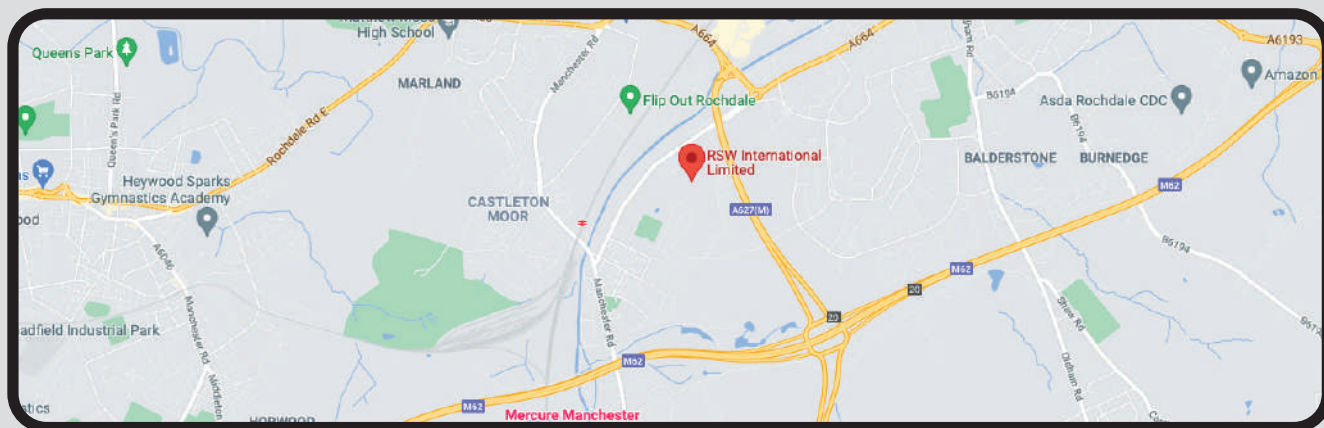 High School
Queens Park
MARLAND
Manchester Rd
A664
A664
A6193
Amazon
Flip Out Rochdale
B6194
Asda Rochdale CDC
Queen's Park Rd
Rochdale Rd E
B6194
RSW International
Limited
BALDERSTONE
BURNEDGE
Heywood Sparks
Gymnastics Academy
M62
CASTLETON
MOOR
A627(M)
B6194
A6046
M62
20
20
Manchester Rd
Manchester Rd
Shaw Rd
Industrial Park
M62
Oldham Rd
Middleton
M62
Mercure Manchester